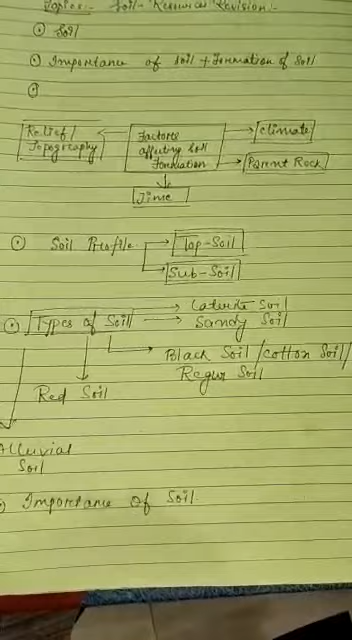 Topics:- Soil- Resources Revision:-
Soil
Importance of Soil + Formation of Soil
Relief/ Topography
Factors affecting Soil Formation
Climate
Parent Rock
Time
Soil Profile
Top-Soil
Sub-Soil
Types of Soil
Laterite Soil
Sandy Soil
Black Soil/cotton Soil/
Regur Soil
Red Soil
Alluvial
Soil
Importance Of Soil